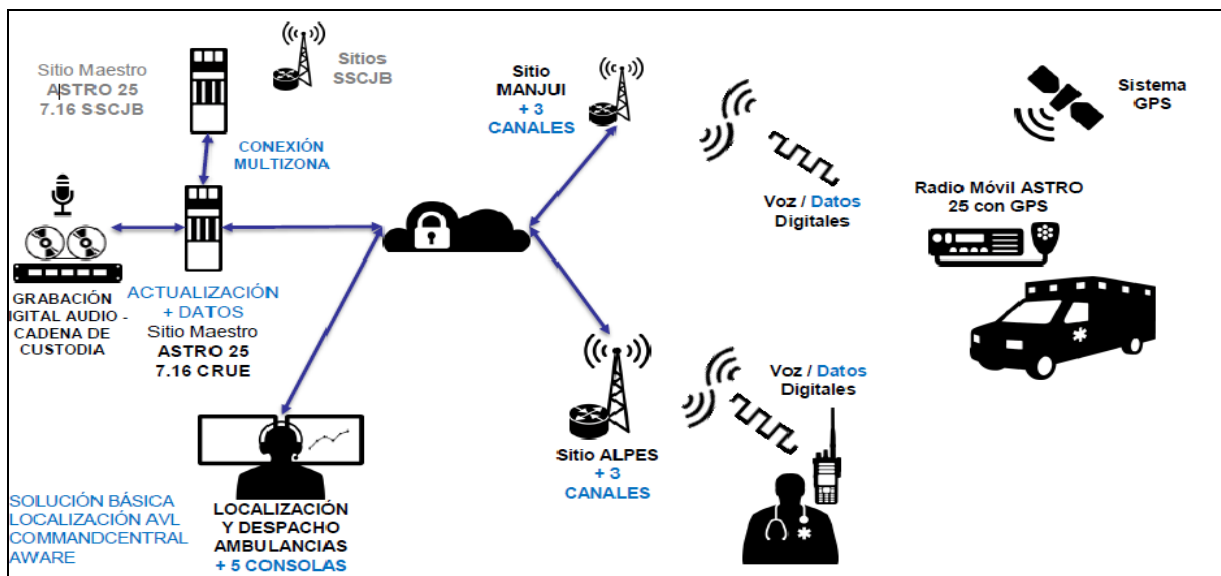 Sitio Maestro
ASTRO 25
7.16 SSCJB
Sitios
SSCJB
CONEXIÓN
MULTIZONA
Sitio
MANJUI
+ 3
CANALES
Sistema
GPS
Voz / Datos
Digitales
Radio Móvil ASTRO
25 con GPS
GRABACIÓN
IGITAL AUDIO -
CADENA DE
CUSTODIA
ACTUALIZACIÓN
+ DATOS
Sitio Maestro
ASTRO 25
7.16 CRUE
Sitio ALPES
+ 3
CANALES
Voz / Datos
Digitales
SOLUCIÓN BÁSICA
LOCALIZACIÓN AVL
COMMANDCENTRAL
AWARE
LOCALIZACIÓN
Y DESPACHO
AMBULANCIAS
+ 5 CONSOLAS